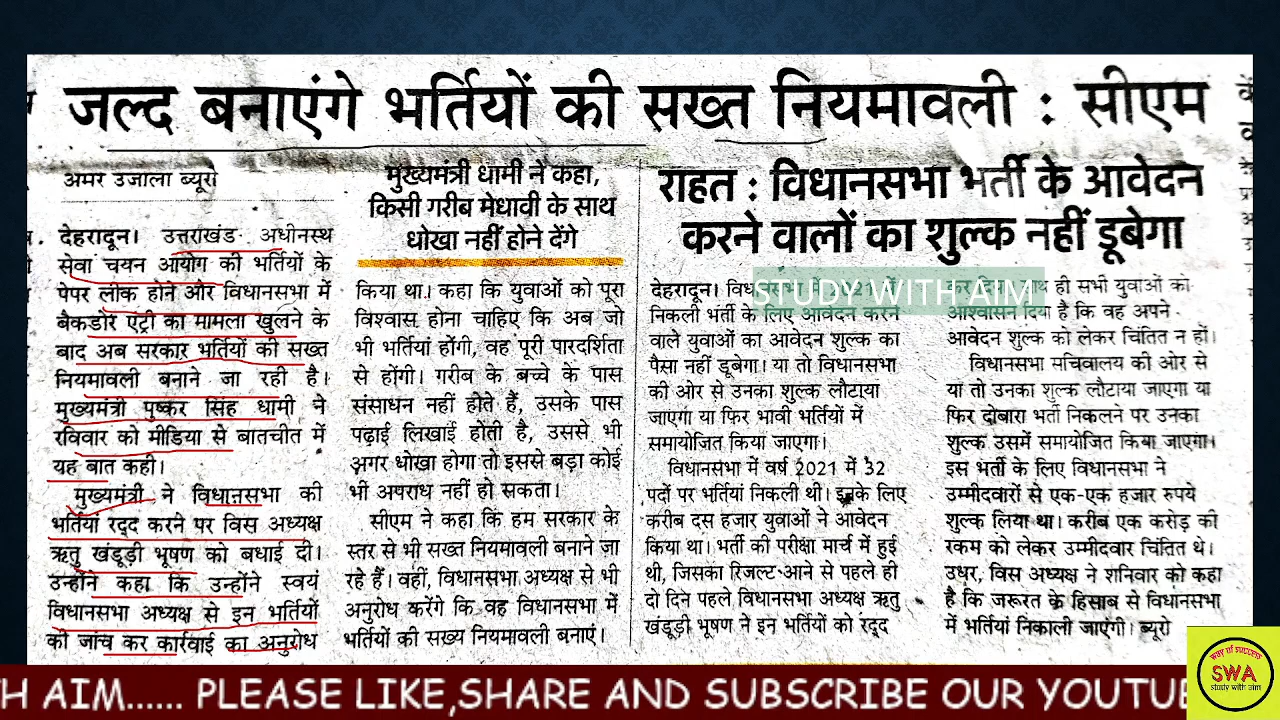 जल्द बनाएंगे भर्तियों की सख्त नियमावली : सीएम
अमर उजाला ब्यूरो
देहरादून। उत्तराखंड अधीनस्थ
सेवा चयन आयोग की भर्तियों के
पेपर लीक होने और विधानसभा में
बैकडोर एंट्री का मामला खुलने के
बाद अब सरकार भर्तियों की सख्त
नियमावली बनाने जा रही है।
मुख्यमंत्री पुष्कर सिंह धामी ने
रविवार को मीडिया से बातचीत में
यह बात कही।
मुख्यमंत्री ने विधानसभा की
भर्तियां रद्द करने पर विस अध्यक्ष
ऋतु खंडूड़ी भूषण को बधाई दी।
उन्होंने कहा कि उन्होंने स्वयं
विधानसभा अध्यक्ष से इन भर्तियों
की जांच कर कार्रवाई का अनुरोध
मुख्यमंत्री धामी ने कहा,
किसी गरीब मेधावी के साथ
धोखा नहीं होने देंगे
किया था। कहा कि युवाओं को पूरा
विश्वास होना चाहिए कि अब जो
भी भर्तियां होंगी, वह पूरी पारदर्शिता
से होंगी। गरीब के बच्चे के पास
संसाधन नहीं होते हैं, उसके पास
पढ़ाई लिखाई होती है, उससे भी
अगर धोखा होगा तो इससे बड़ा कोई
भी अपराध नहीं हो सकता।
सीएम ने कहा कि हम सरकार के
स्तर से भी सख्त नियमावली बनाने जा
रहे हैं। वहीं, विधानसभा अध्यक्ष से भी
अनुरोध करेंगे कि वह विधानसभा में
भर्तियों की सख्य नियमावली बनाएं।
राहत : विधानसभा भर्ती के आवेदन
करने वालों का शुल्क नहीं डूबेगा
देहरादून। विधानसभा में 2021 में
निकली भर्ती के लिए आवेदन करने
वाले युवाओं का आवेदन शुल्क का
पैसा नहीं डूबेगा। या तो विधानसभा
की ओर से उनका शुल्क लौटाया
जाएगा या फिर भावी भर्तियों में
समायोजित किया जाएगा।
विधानसभा में वर्ष 2021 में 32
पदों पर भर्तियां निकली थी। इसके लिए
करीब दस हजार युवाओं ने आवेदन
किया था। भर्ती की परीक्षा मार्च में हुई
थी, जिसका रिजल्ट आने से पहले ही
दो दिन पहले विधानसभा अध्यक्ष ऋतु
खंडूड़ी भूषण ने इन भर्तियों को रद्द
कर दिया। साथ ही सभी युवाओं को
आश्वासन दिया है कि वह अपने
आवेदन शुल्क को लेकर चिंतित न हों।
विधानसभा सचिवालय की ओर से
या तो उनका शुल्क लौटाया जाएगा या
फिर दोबारा भर्ती निकलने पर उनका
शुल्क उसमें समायोजित किया जाएगा।
इस भर्ती के लिए विधानसभा ने
उम्मीदवारों से एक-एक हजार रुपये
शुल्क लिया था। करीब एक करोड़ की
रकम को लेकर उम्मीदवार चिंतित थे।
उधर, विस अध्यक्ष ने शनिवार को कहा
है कि जरूरत के हिसाब से विधानसभा
में भर्तियां निकाली जाएंगी। ब्यूरो
STUDY WITH AIM
TH AIM...... PLEASE LIKE,SHARE AND SUBSCRIBE OUR YOUTUB
way of success
SWA
study with aim